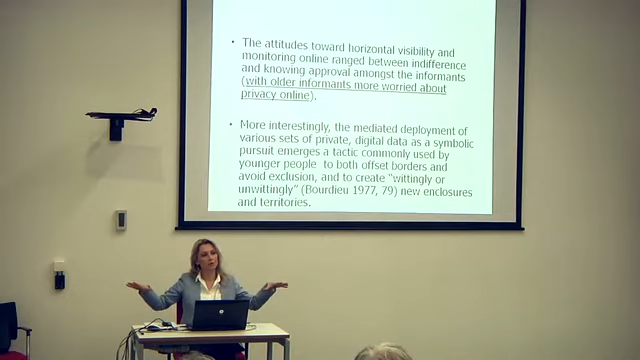 • The attitudes toward horizontal visibility and
monitoring online ranged between indifference
and knowing approval amongst the informants
(with older informants more worried about
privacy online).
• More interestingly, the mediated deployment of
various sets of private, digital data as a symbolic
pursuit emerges a tactic commonly used by
younger people to both offset borders and
avoid exclusion, and to create "wittingly or
unwittingly" (Bourdieu 1977, 79) new enclosures
and territories.